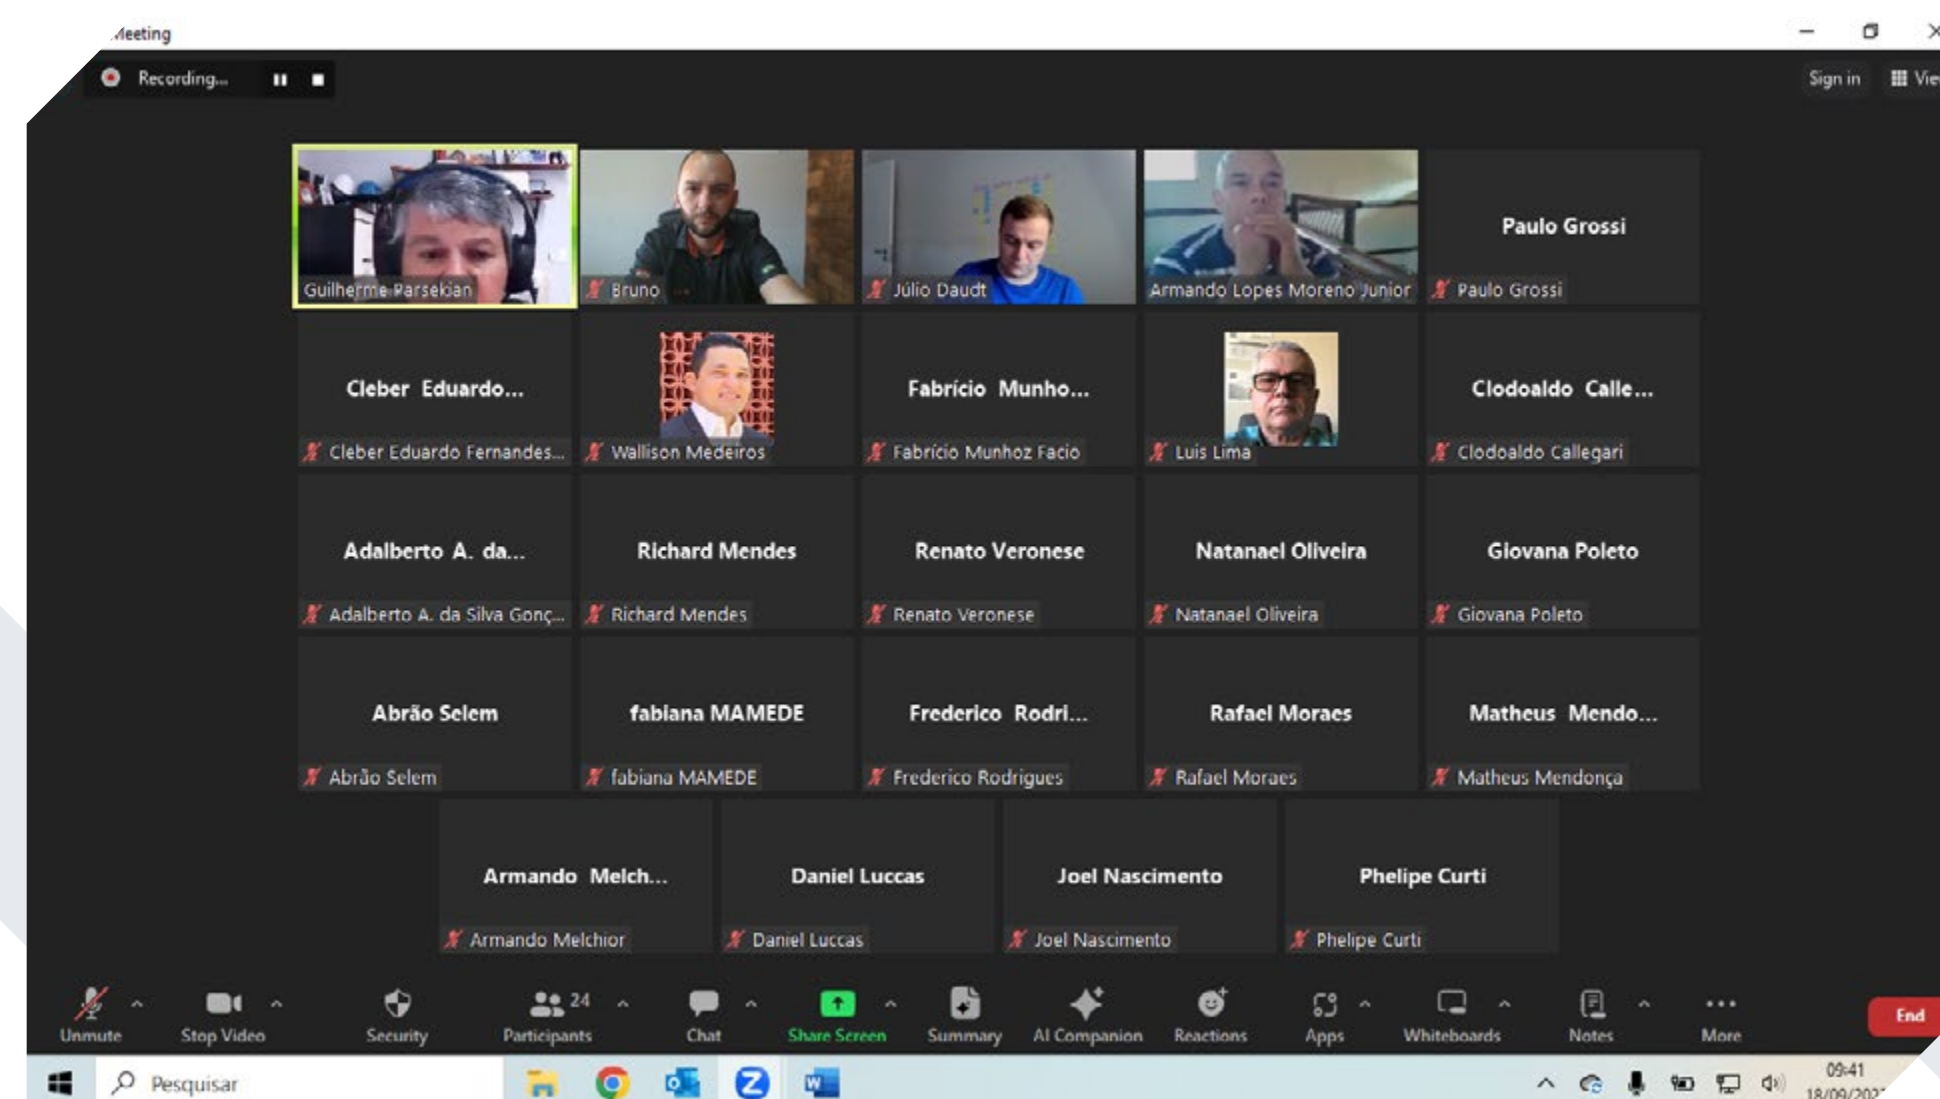 Meeting
Recording...
Sign in
View
Guilherme Parsekian
Bruno
Júlio Daudt
Armando Lopes Moreno Junior
Paulo Grossi
Paulo Grossi
Cleber Eduardo...
Cleber Eduardo Fernandes...
Wallison Medeiros
Fabrício Munho...
Fabrício Munhoz Facio
Luis Lima
Clodoaldo Calle...
Clodoaldo Callegari
Adalberto A. da...
Adalberto A. da Silva Gonç...
Richard Mendes
Richard Mendes
Renato Veronese
Renato Veronese
Natanael Oliveira
Natanael Oliveira
Giovana Poleto
Giovana Poleto
Abrão Selem
Abrão Selem
fabiana MAMEDE
fabiana MAMEDE
Frederico Rodri...
Frederico Rodrigues
Rafael Moraes
Rafael Moraes
Matheus Mendo...
Matheus Mendonça
Armando Melch...
Armando Melchior
Daniel Luccas
Daniel Luccas
Joel Nascimento
Joel Nascimento
Phelipe Curti
Phelipe Curti
Unmute
Stop Video
Security
24
Participants
Chat
Share Screen
Summary
AI Companion
Reactions
Apps
Whiteboards
Notes
More
End
Pesquisar
09:41
18/09/202